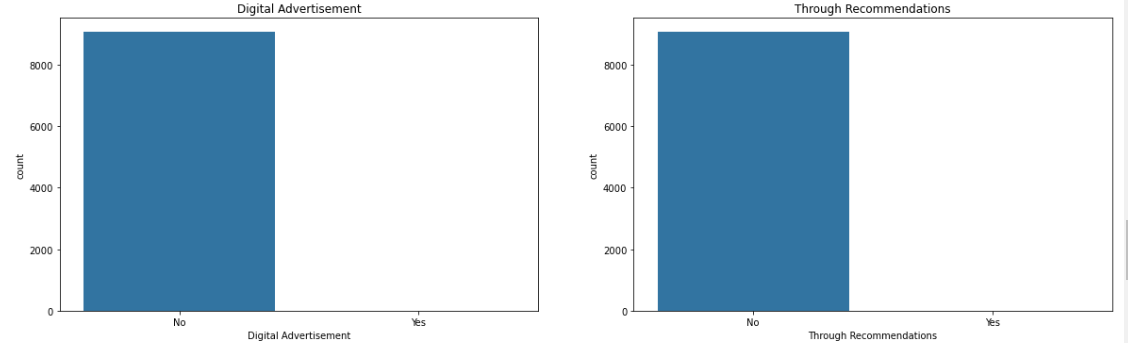 Digital Advertisement
8000
6000
4000
2000
0
count
No
Yes
Digital Advertisement
Through Recommendations
8000
6000
4000
2000
0
count
No
Yes
Through Recommendations